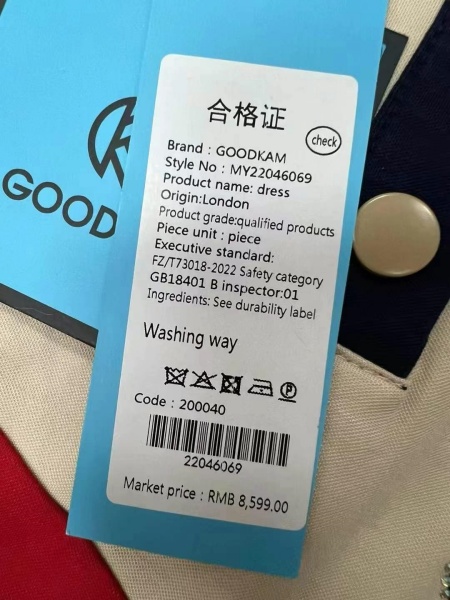 GOOD
合格证
check
Brand : GOODKAM
Style No : MY22046069
Product name: dress
Origin:London
Product grade:qualified products
Piece unit : piece
Executive standard:
FZ/T73018-2022 Safety category
GB18401 B inspector:01
Ingredients: See durability label
Washing way
P
Code : 200040
22046069
Market price : RMB 8,599.00